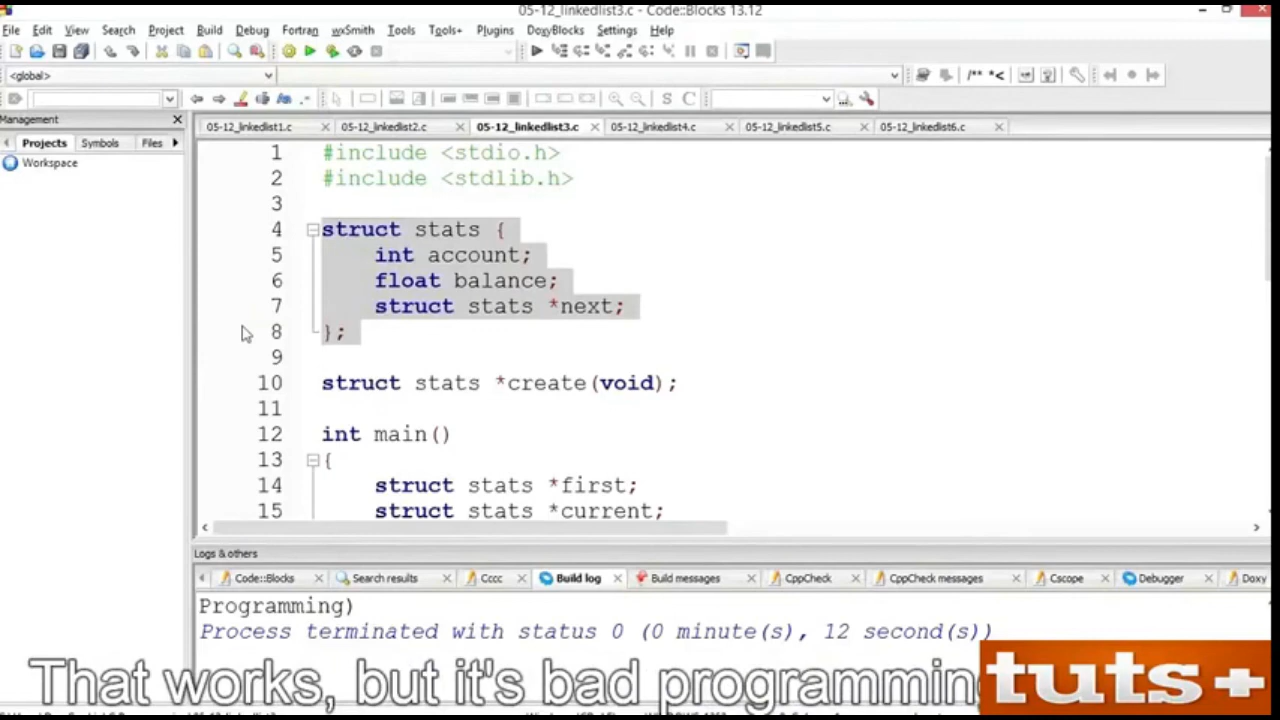 05-12_linkedlist3.c - Code::Blocks 13.12
File Edit View Search Project Build Debug Fortran wxSmith Tools Tools+ Plugins DoxyBlocks Settings Help
<global>
/** *<
S C
Management
05-12_linkedlist1.c 05-12_linkedlist2.c 05-12_linkedlist3.c 05-12_linkedlist4.c 05-12_linkedlist5.c 05-12_linkedlist6.c
Projects Symbols Files
Workspace
1 #include <stdio.h>
2 #include <stdlib.h>
3
4 struct stats {
5 int account;
6 float balance;
7 struct stats *next;
8 };
9
10 struct stats *create(void);
11
12 int main()
13 {
14 struct stats *first;
15 struct stats *current;
Logs & others
Code::Blocks Search results Cccc Build log Build messages CppCheck CppCheck messages Cscope Debugger Doxy
Programming)
Process terminated with status 0 (0 minute(s), 12 second(s))
That works, but it's bad programmin
tuts+